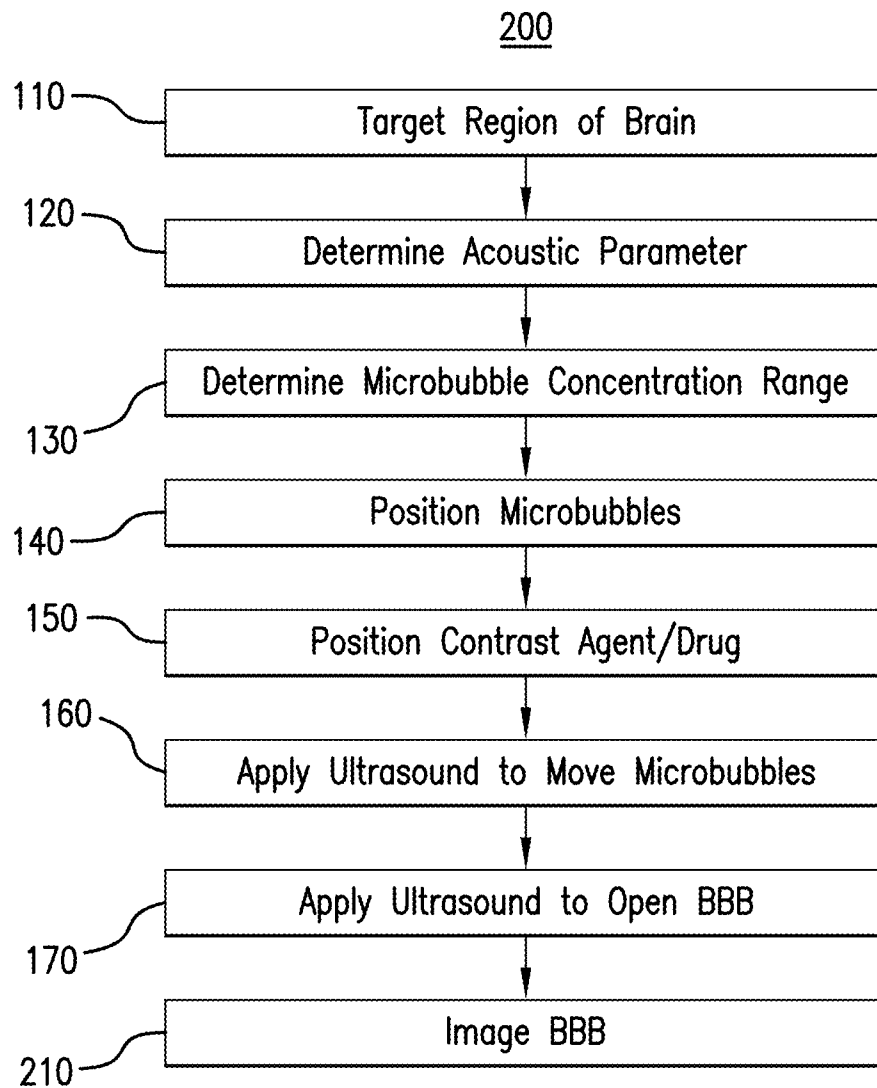 200
110
Target Region of Brain
120
Determine Acoustic Parameter
Determine Microbubble Concentration Range
130
Position Microbubbles
140
150
Position Contrast Agent/Drug
160
Apply Ultrasound to Move Microbubbles
Apply Ultrasound to Open BBB
170
Image BBB
210